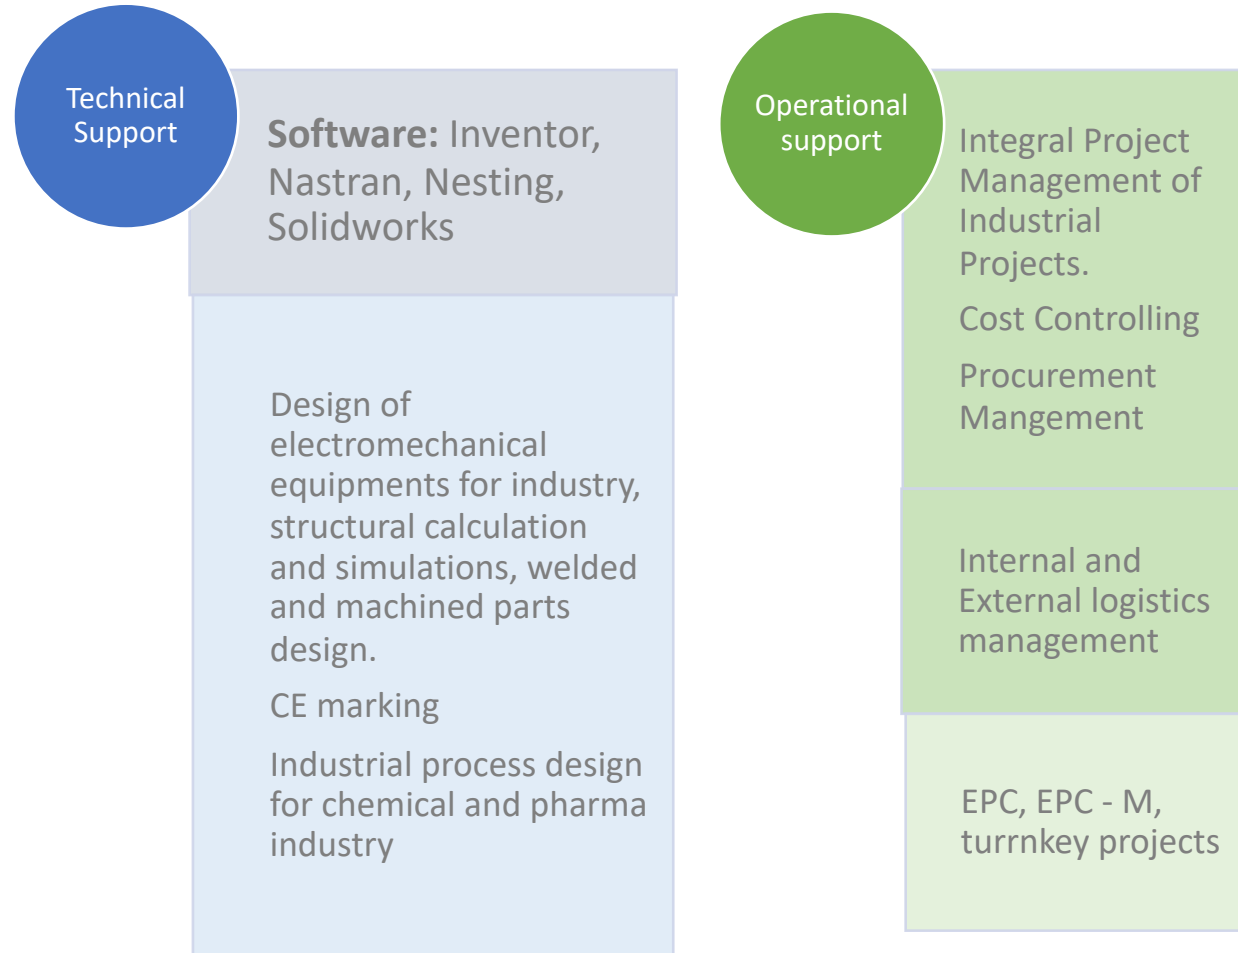 Technical
Support
Software: Inventor,
Nastran, Nesting,
Solidworks
Design of
electromechanical
equipments for industry,
structural calculation
and simulations, welded
and machined parts
design.
CE marking
Industrial process design
for chemical and pharma
industry
Operational
support
Integral Project
Management of
Industrial
Projects.
Cost Controlling
Procurement
Mangement
Internal and
External logistics
management
EPC, EPC - M,
turrnkey projects